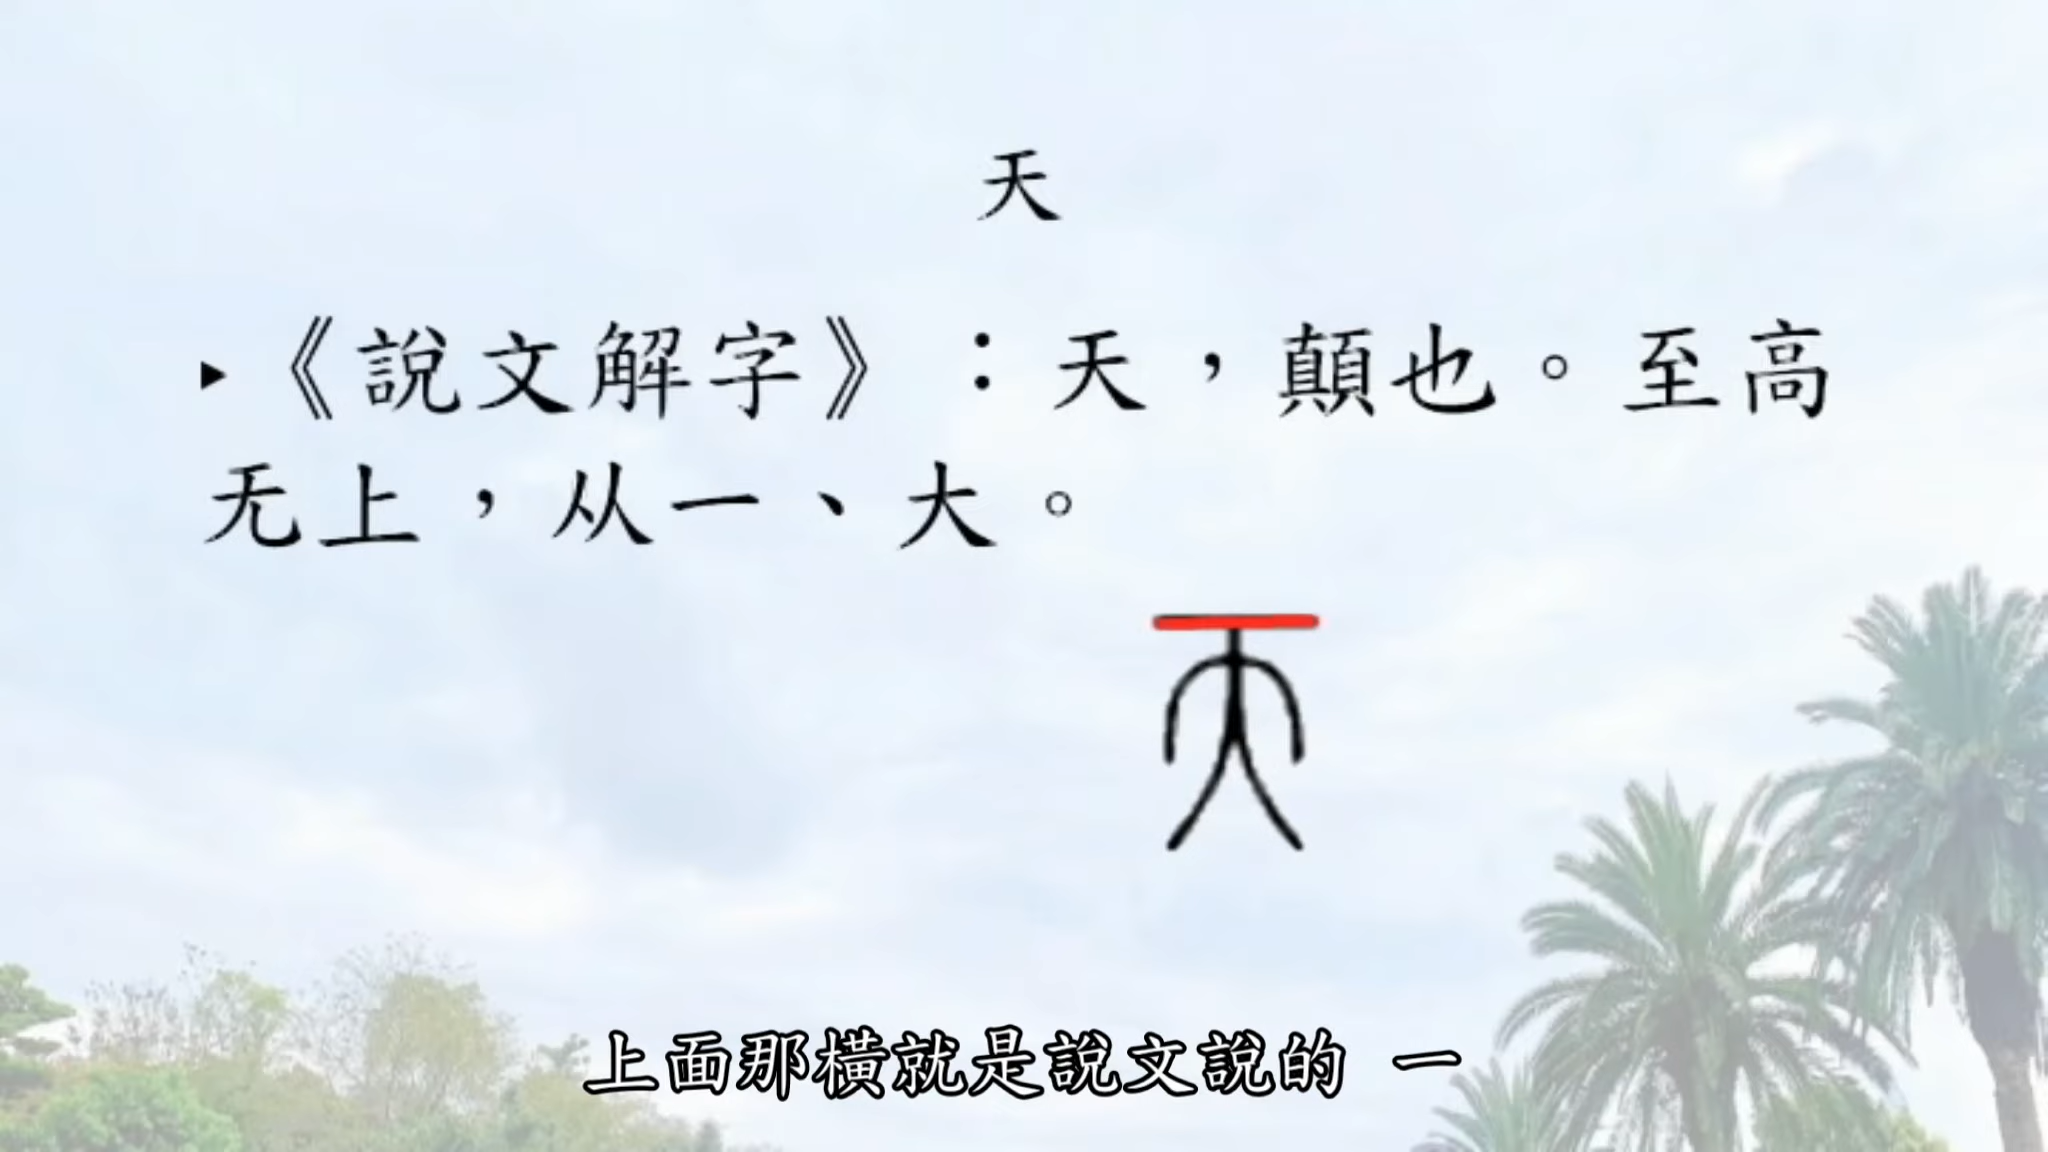 天
▸《說文解字》：天，顛也。至高
无上，从一、大。
上面那橫就是說文說的 一